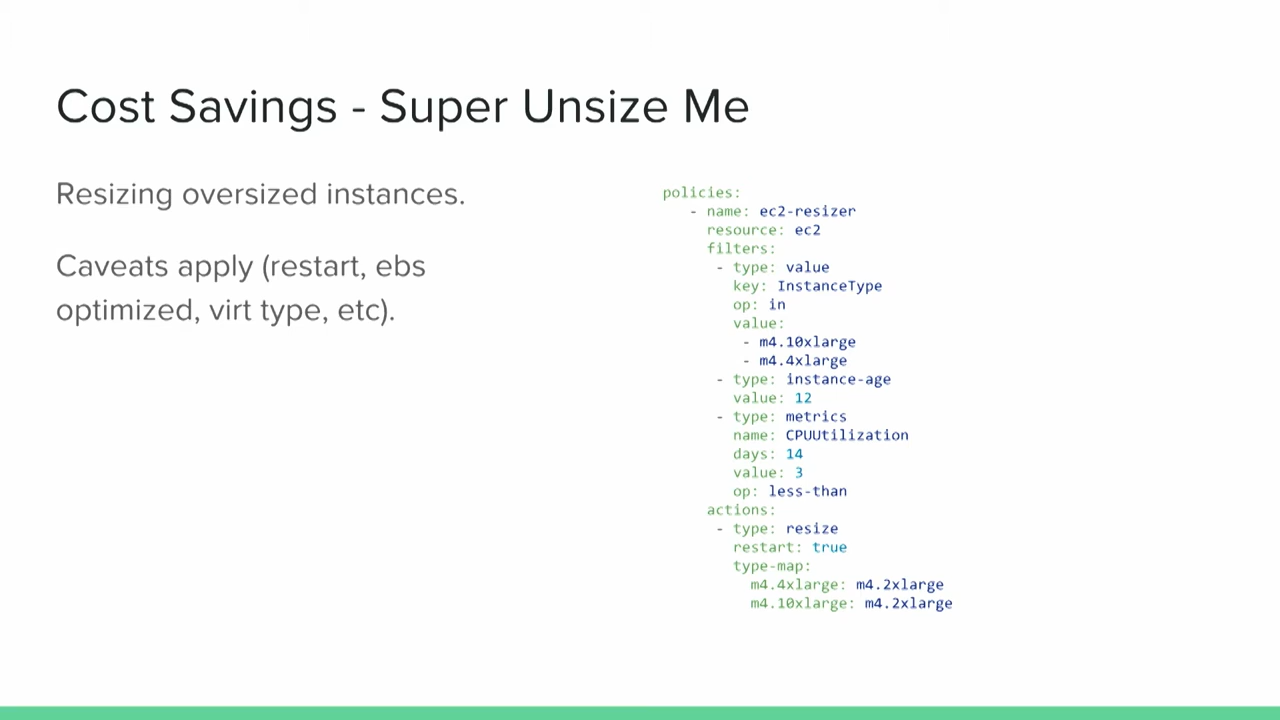 Cost Savings - Super Unsize Me
Resizing oversized instances.
Caveats apply (restart, ebs
optimized, virt type, etc).
policies:
- name: ec2-resizer
resource: ec2
filters:
- type: value
key: InstanceType
op: in
value:
- m4.10xlarge
- m4.4xlarge
- type: instance-age
value: 12
- type: metrics
name: CPUUtilization
days: 14
value: 3
op: less-than
actions:
- type: resize
restart: true
type-map:
m4.4xlarge: m4.2xlarge
m4.10xlarge: m4.2xlarge